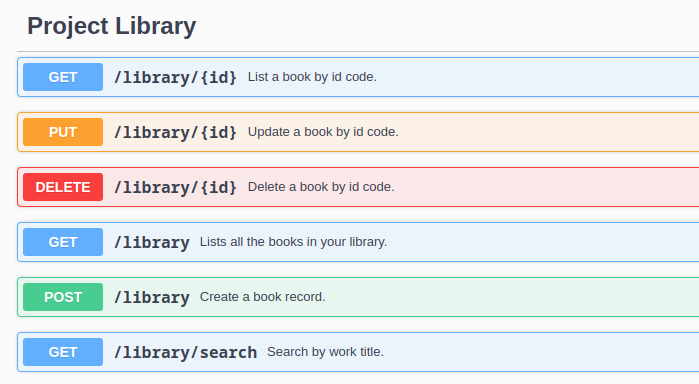 Project Library
GET /library/{id} List a book by id code.
PUT /library/{id} Update a book by id code.
DELETE /library/{id} Delete a book by id code.
GET /library Lists all the books in your library.
POST /library Create a book record.
GET /library/search Search by work title.